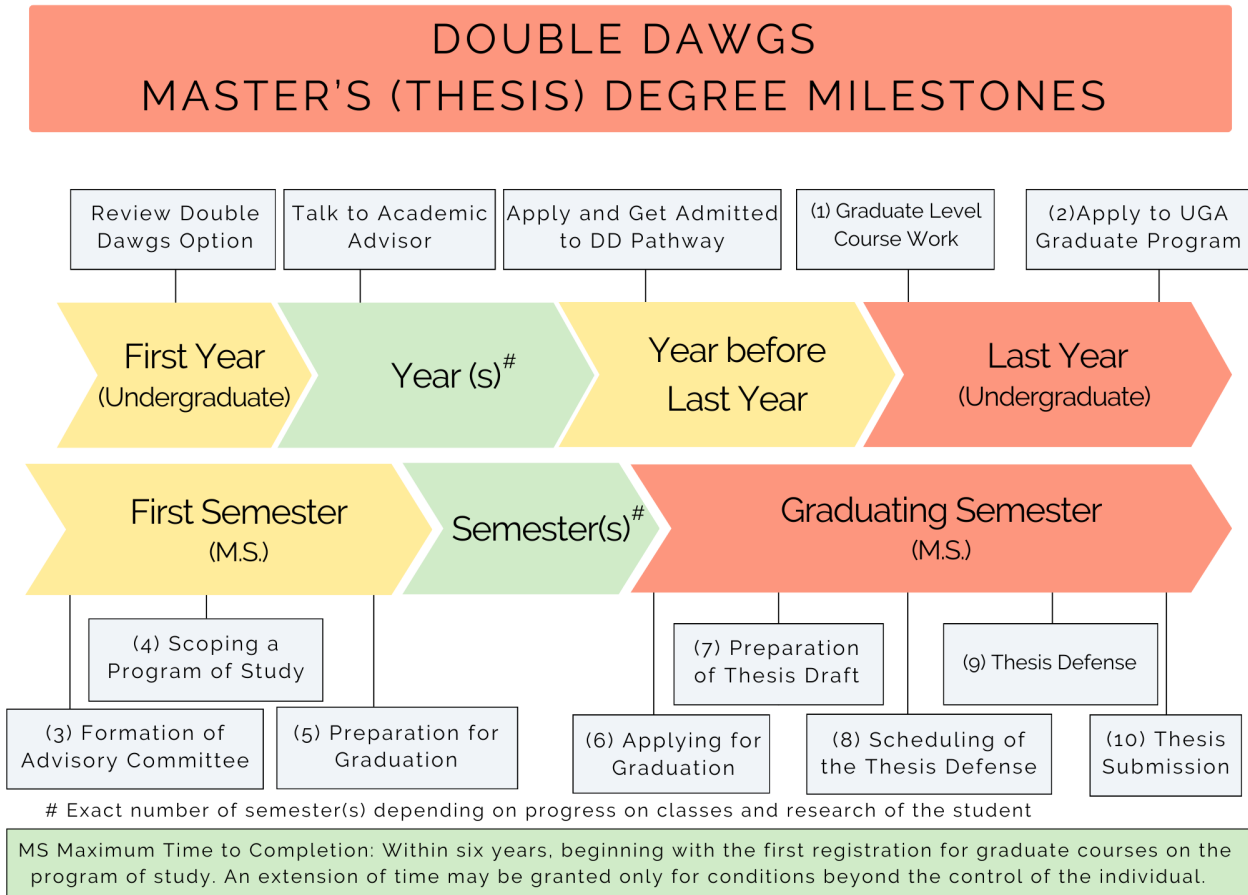 DOUBLE DAWGS
MASTER'S (THESIS) DEGREE MILESTONES
Review Double
Dawgs Option
Talk to Academic
Advisor
Apply and Get Admitted
to DD Pathway
(1) Graduate Level
Course Work
(2)Apply to UGA
Graduate Program
First Year
(Undergraduate)
Year (s)#
Year before
Last Year
Last Year
(Undergraduate)
First Semester
(M.S.)
Semester(s)#
Graduating Semester
(M.S.)
(3) Formation of
Advisory Committee
(4) Scoping a
Program of Study
(5) Preparation for
Graduation
(6) Applying for
Graduation
(7) Preparation
of Thesis Draft
(8) Scheduling of
the Thesis Defense
(9) Thesis Defense
(10) Thesis
Submission
# Exact number of semester(s) depending on progress on classes and research of the student
MS Maximum Time to Completion: Within six years, beginning with the first registration for graduate courses on the
program of study. An extension of time may be granted only for conditions beyond the control of the individual.